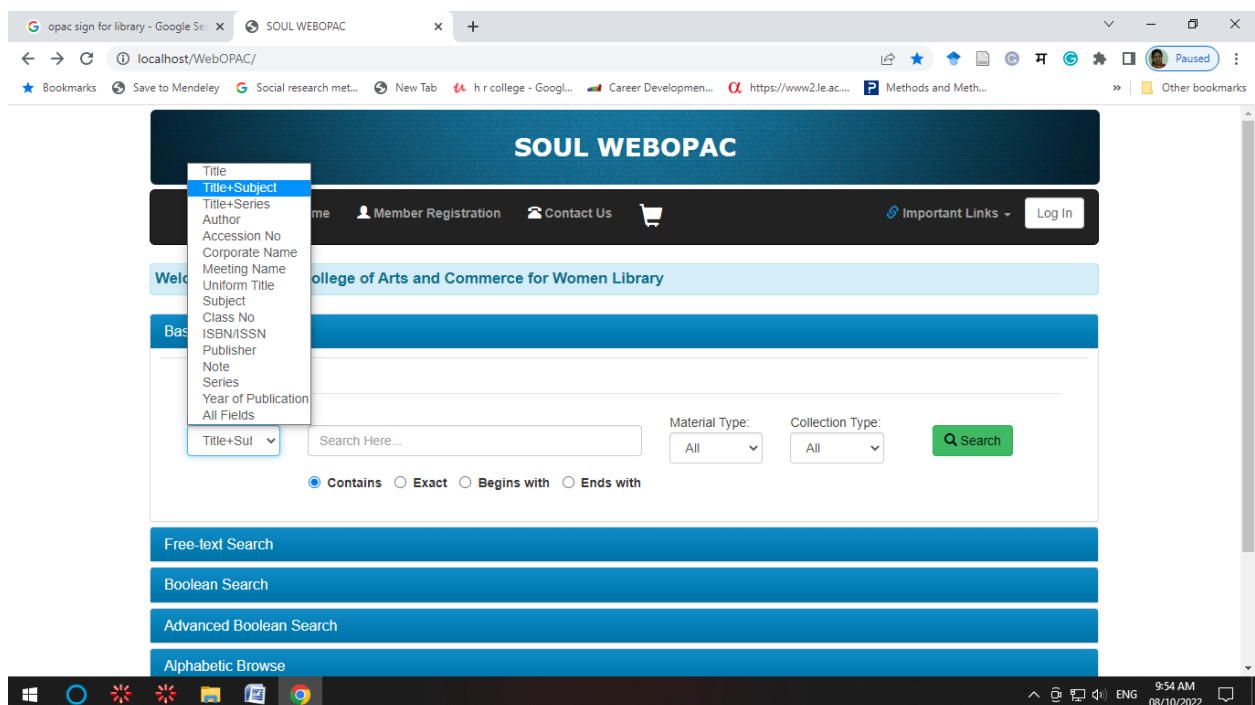 opac sign for library - Google Sea
SOUL WEBOPAC
localhost/WebOPAC/
Paused
Bookmarks Save to Mendeley Social research met... New Tab h r college - Googl... Career Developmen... https://www2.le.ac.... Methods and Meth... » Other bookmarks
SOUL WEBOPAC
me Member Registration Contact Us Important Links Log In
Title
Title+Subject
Title+Series
Author
Accession No
Corporate Name
Meeting Name
Uniform Title
Subject
Class No
ISBN/ISSN
Publisher
Note
Series
Year of Publication
All Fields
Welc ollege of Arts and Commerce for Women Library
Bas
Material Type: Collection Type:
Title+Sul Search Here... All All Search
Contains Exact Begins with Ends with
Free-text Search
Boolean Search
Advanced Boolean Search
Alphabetic Browse
ENG 9:54 AM
08/10/2022